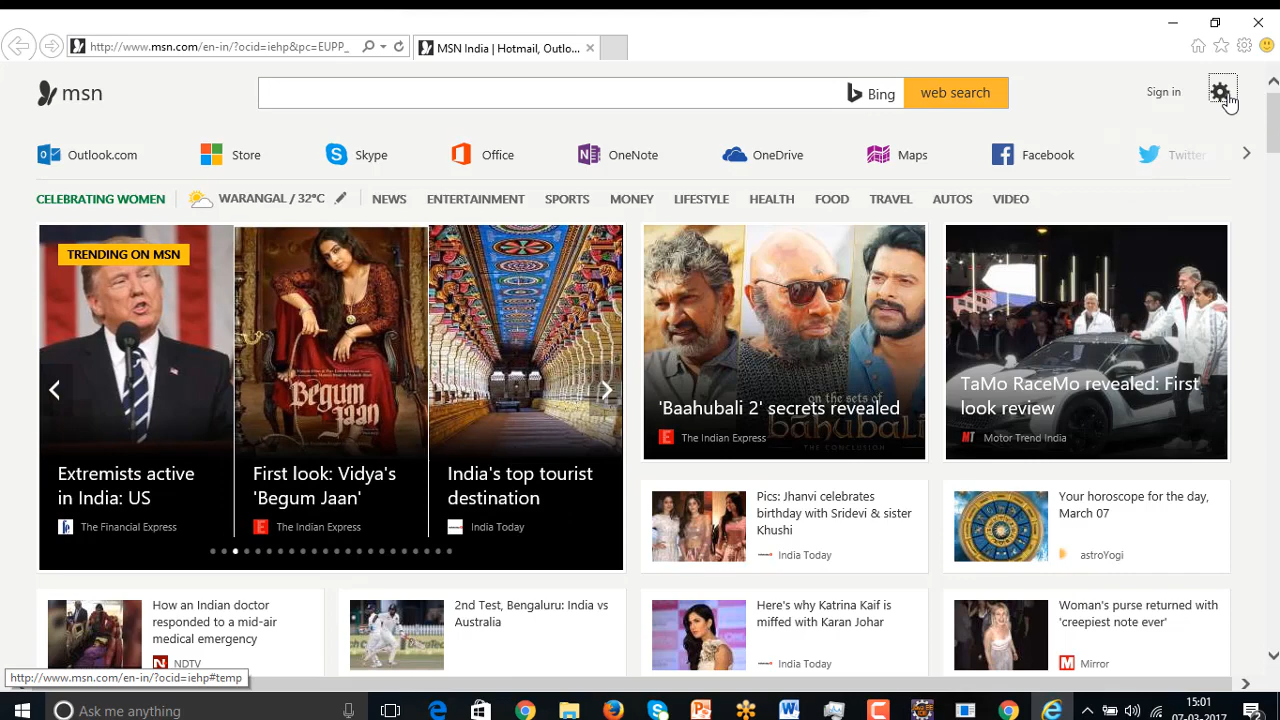 http://www.msn.com/en-in/?ocid=iehp&pc=EUPP_
MSN India | Hotmail, Outlo...
msn
Bing
web search
Sign in
Outlook.com
Store
Skype
Office
OneNote
OneDrive
Maps
Facebook
Twitter
CELEBRATING WOMEN
WARANGAL / 32°C
NEWS
ENTERTAINMENT
SPORTS
MONEY
LIFESTYLE
HEALTH
FOOD
TRAVEL
AUTOS
VIDEO
TRENDING ON MSN
Begum
Jaan
Extremists active
in India: US
The Financial Express
First look: Vidya's
'Begum Jaan'
The Indian Express
India's top tourist
destination
India Today
on the sets of
bahubali
THE CONCLUSION
'Baahubali 2' secrets revealed
The Indian Express
TaMo RaceMo revealed: First
look review
Motor Trend India
Pics: Jhanvi celebrates
birthday with Sridevi & sister
Khushi
India Today
Your horoscope for the day,
March 07
astroYogi
How an Indian doctor
responded to a mid-air
medical emergency
NDTV
2nd Test, Bengaluru: India vs
Australia
Here's why Katrina Kaif is
miffed with Karan Johar
India Today
Woman's purse returned with
'creepiest note ever'
Mirror
http://www.msn.com/en-in/?ocid=iehp#temp
Ask me anything
15:01
07-03-2017